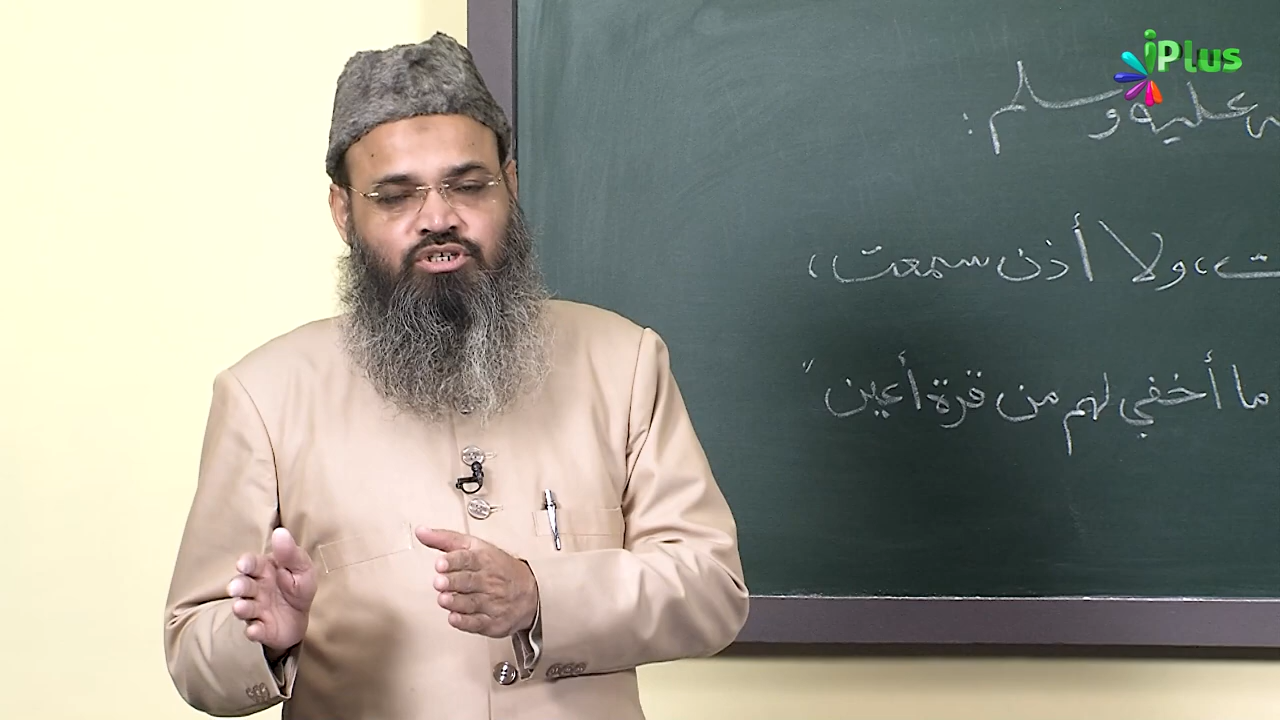 iPlus
عليه وسلم:
ت، ولا أذن سمعت،
ما أخفي لهم من قرة أعين"